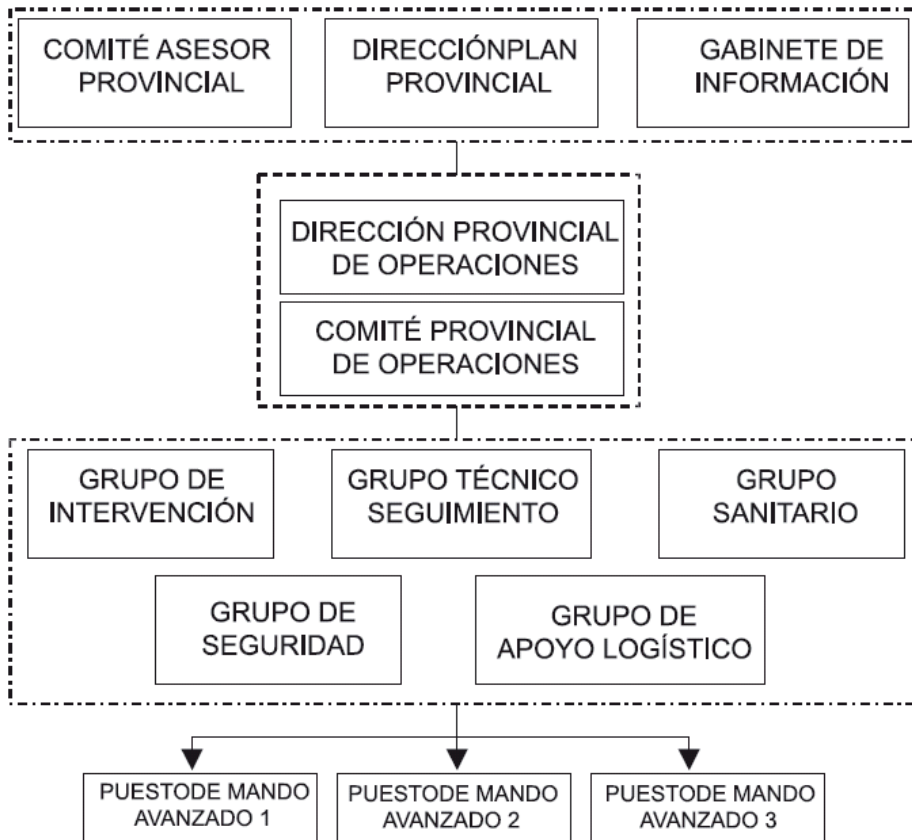 COMITÉ ASESOR
PROVINCIAL
DIRECCIÓNPLAN
PROVINCIAL
GABINETE DE
INFORMACIÓN
DIRECCIÓN PROVINCIAL
DE OPERACIONES
COMITÉ PROVINCIAL
DE OPERACIONES
GRUPO DE
INTERVENCIÓN
GRUPO TÉCNICO
SEGUIMIENTO
GRUPO
SANITARIO
GRUPO DE
SEGURIDAD
GRUPO DE
APOYO LOGÍSTICO
PUESTODE MANDO
AVANZADO 1
PUESTODE MANDO
AVANZADO 2
PUESTODE MANDO
AVANZADO 3